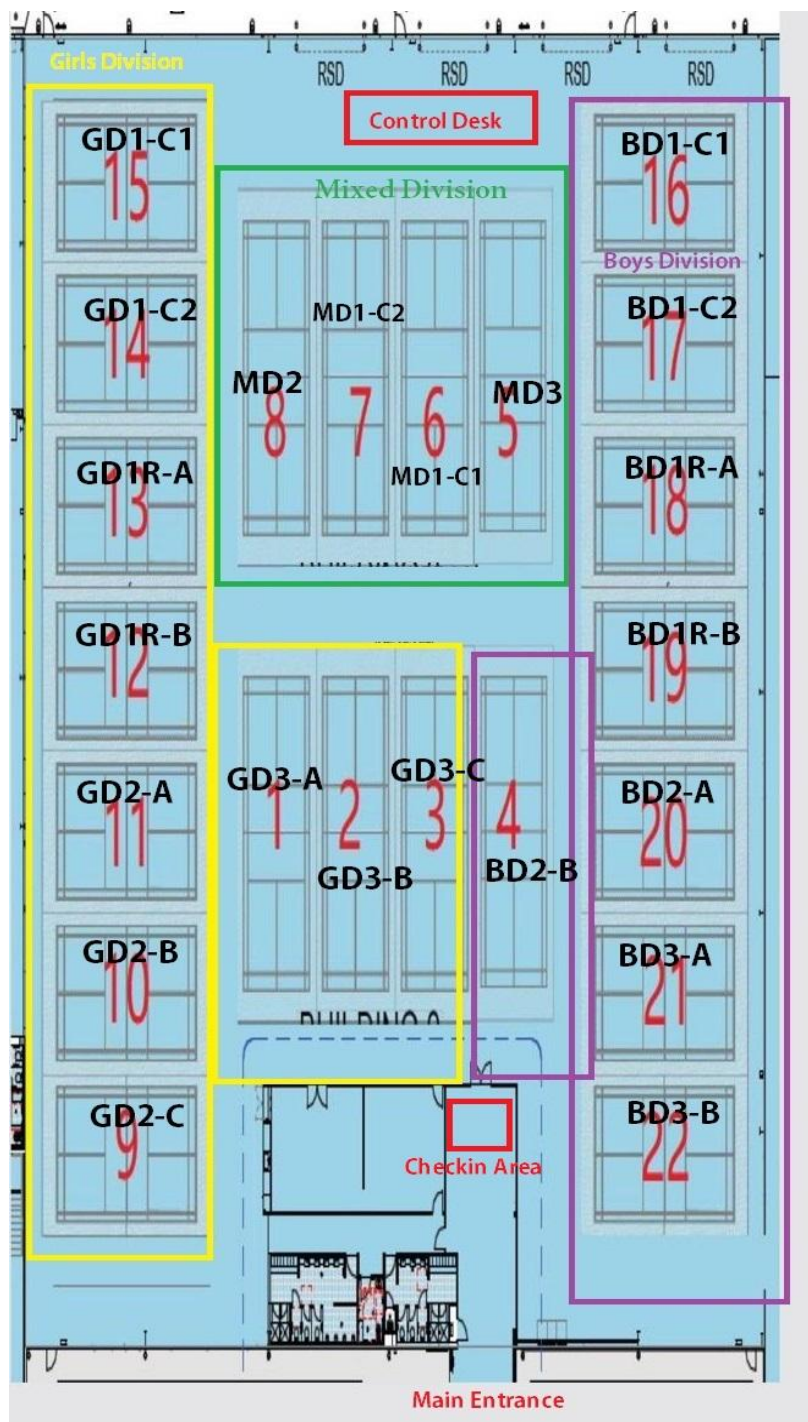 Girls Division
RSD
RSD
RSD
RSD
Control Desk
GD1-C1
15
Mixed Division
BD1-C1
16
Boys Division
GD1-C2
14
MD1-C2
BD1-C2
17
MD2
8
7
6
MD3
5
MD1-C1
GD1R-A
13
BD1R-A
18
GD1R-B
12
BD1R-B
19
GD2-A
11
GD3-A
1
2
GD3-B
GD3-C
3
4
BD2-B
BD2-A
20
GD2-B
10
BD3-A
21
GD2-C
9
BD3-B
22
Checkin Area
Main Entrance